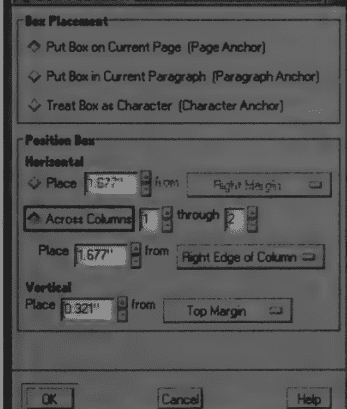 Box Placement
Put Box on Current Page (Page Anchor)
Put Box in Current Paragraph (Paragraph Anchor)
Treat Box as Character (Character Anchor)
Position Box
Horizontal
Place 1.677" from Right Margin
Across Columns 1 through 2
Place 1.677" from Right Edge of Column
Vertical
Place 0.321" from Top Margin
OK Cancel Help